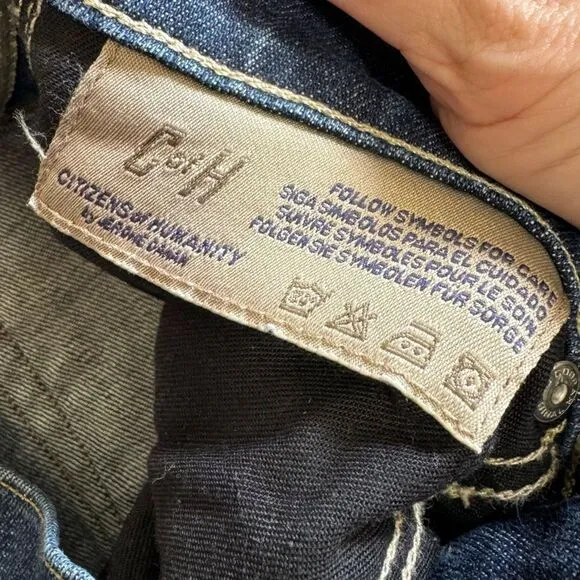 C of H
CITIZENS of HUMANITY
by JEROME DAHAN
FOLLOW SYMBOLS FOR CARE
SIGA SIMBOLOS PARA EL CUIDADO
SUIVRE SYMBOLES POUR LE SOIN
FOLGEN SIE SYMBOLEN FUR SORGE